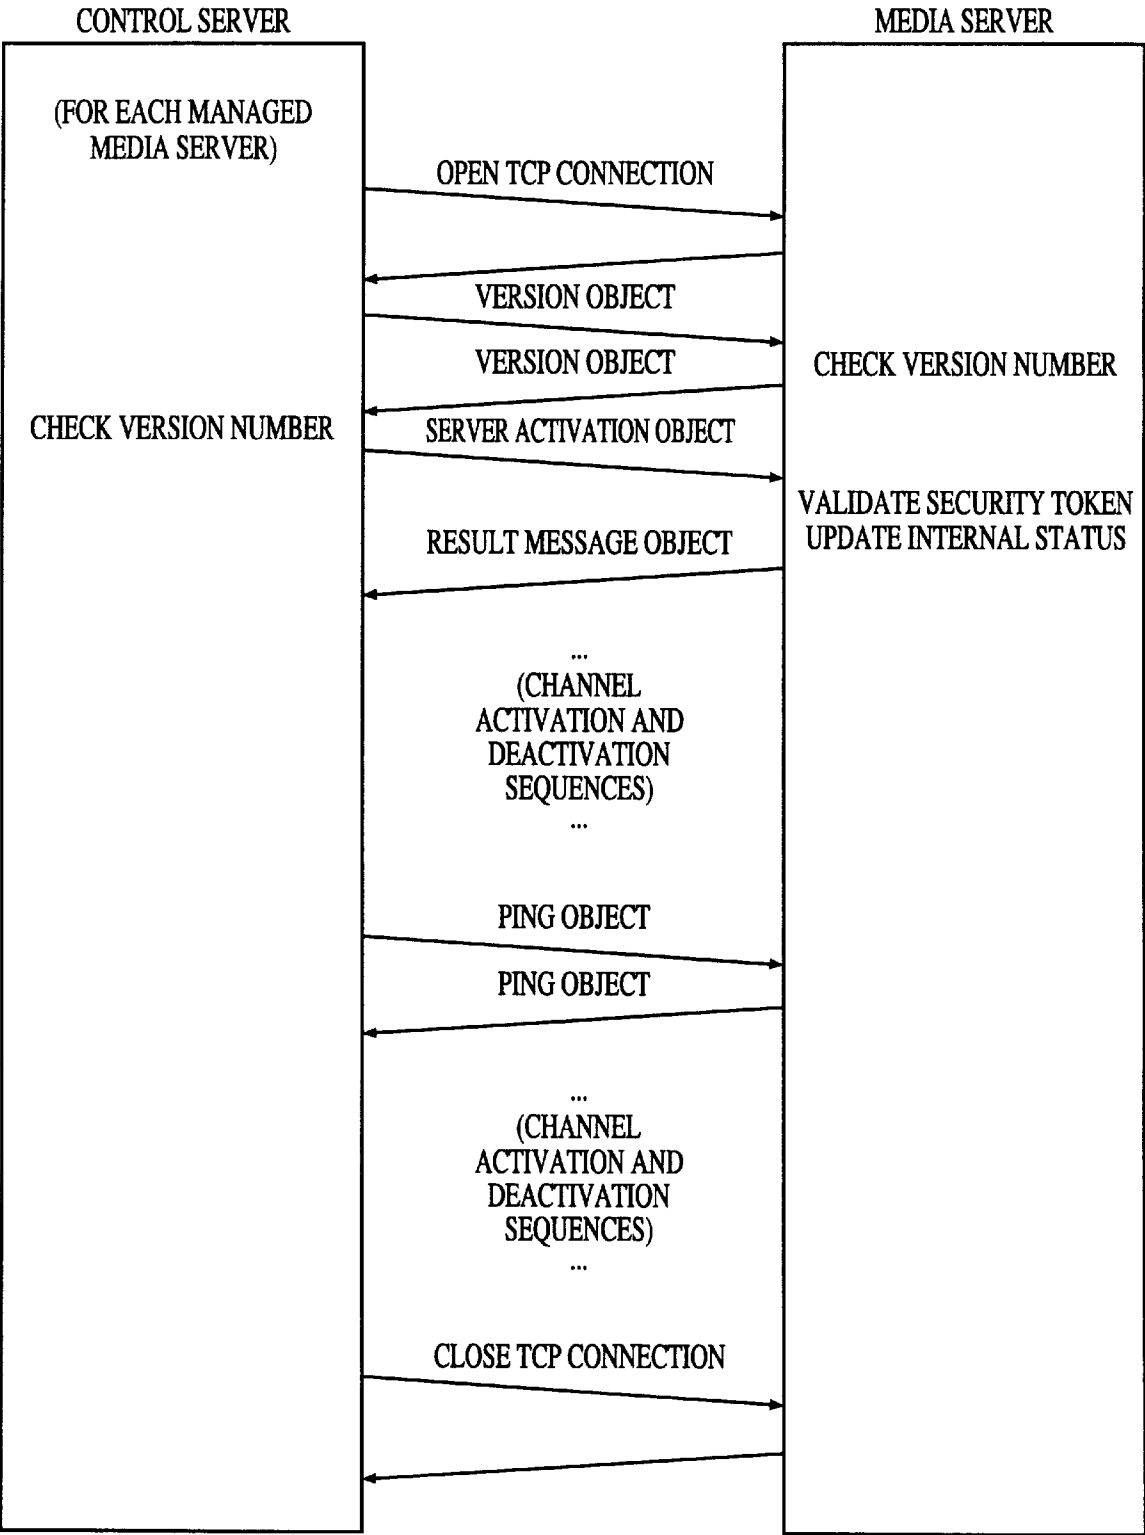 CONTROL SERVER
MEDIA SERVER
(FOR EACH MANAGED
MEDIA SERVER)
OPEN TCP CONNECTION
VERSION OBJECT
VERSION OBJECT
CHECK VERSION NUMBER
CHECK VERSION NUMBER
SERVER ACTIVATION OBJECT
VALIDATE SECURITY TOKEN
UPDATE INTERNAL STATUS
RESULT MESSAGE OBJECT
...
(CHANNEL
ACTIVATION AND
DEACTIVATION
SEQUENCES)
...
PING OBJECT
PING OBJECT
...
(CHANNEL
ACTIVATION AND
DEACTIVATION
SEQUENCES)
...
CLOSE TCP CONNECTION